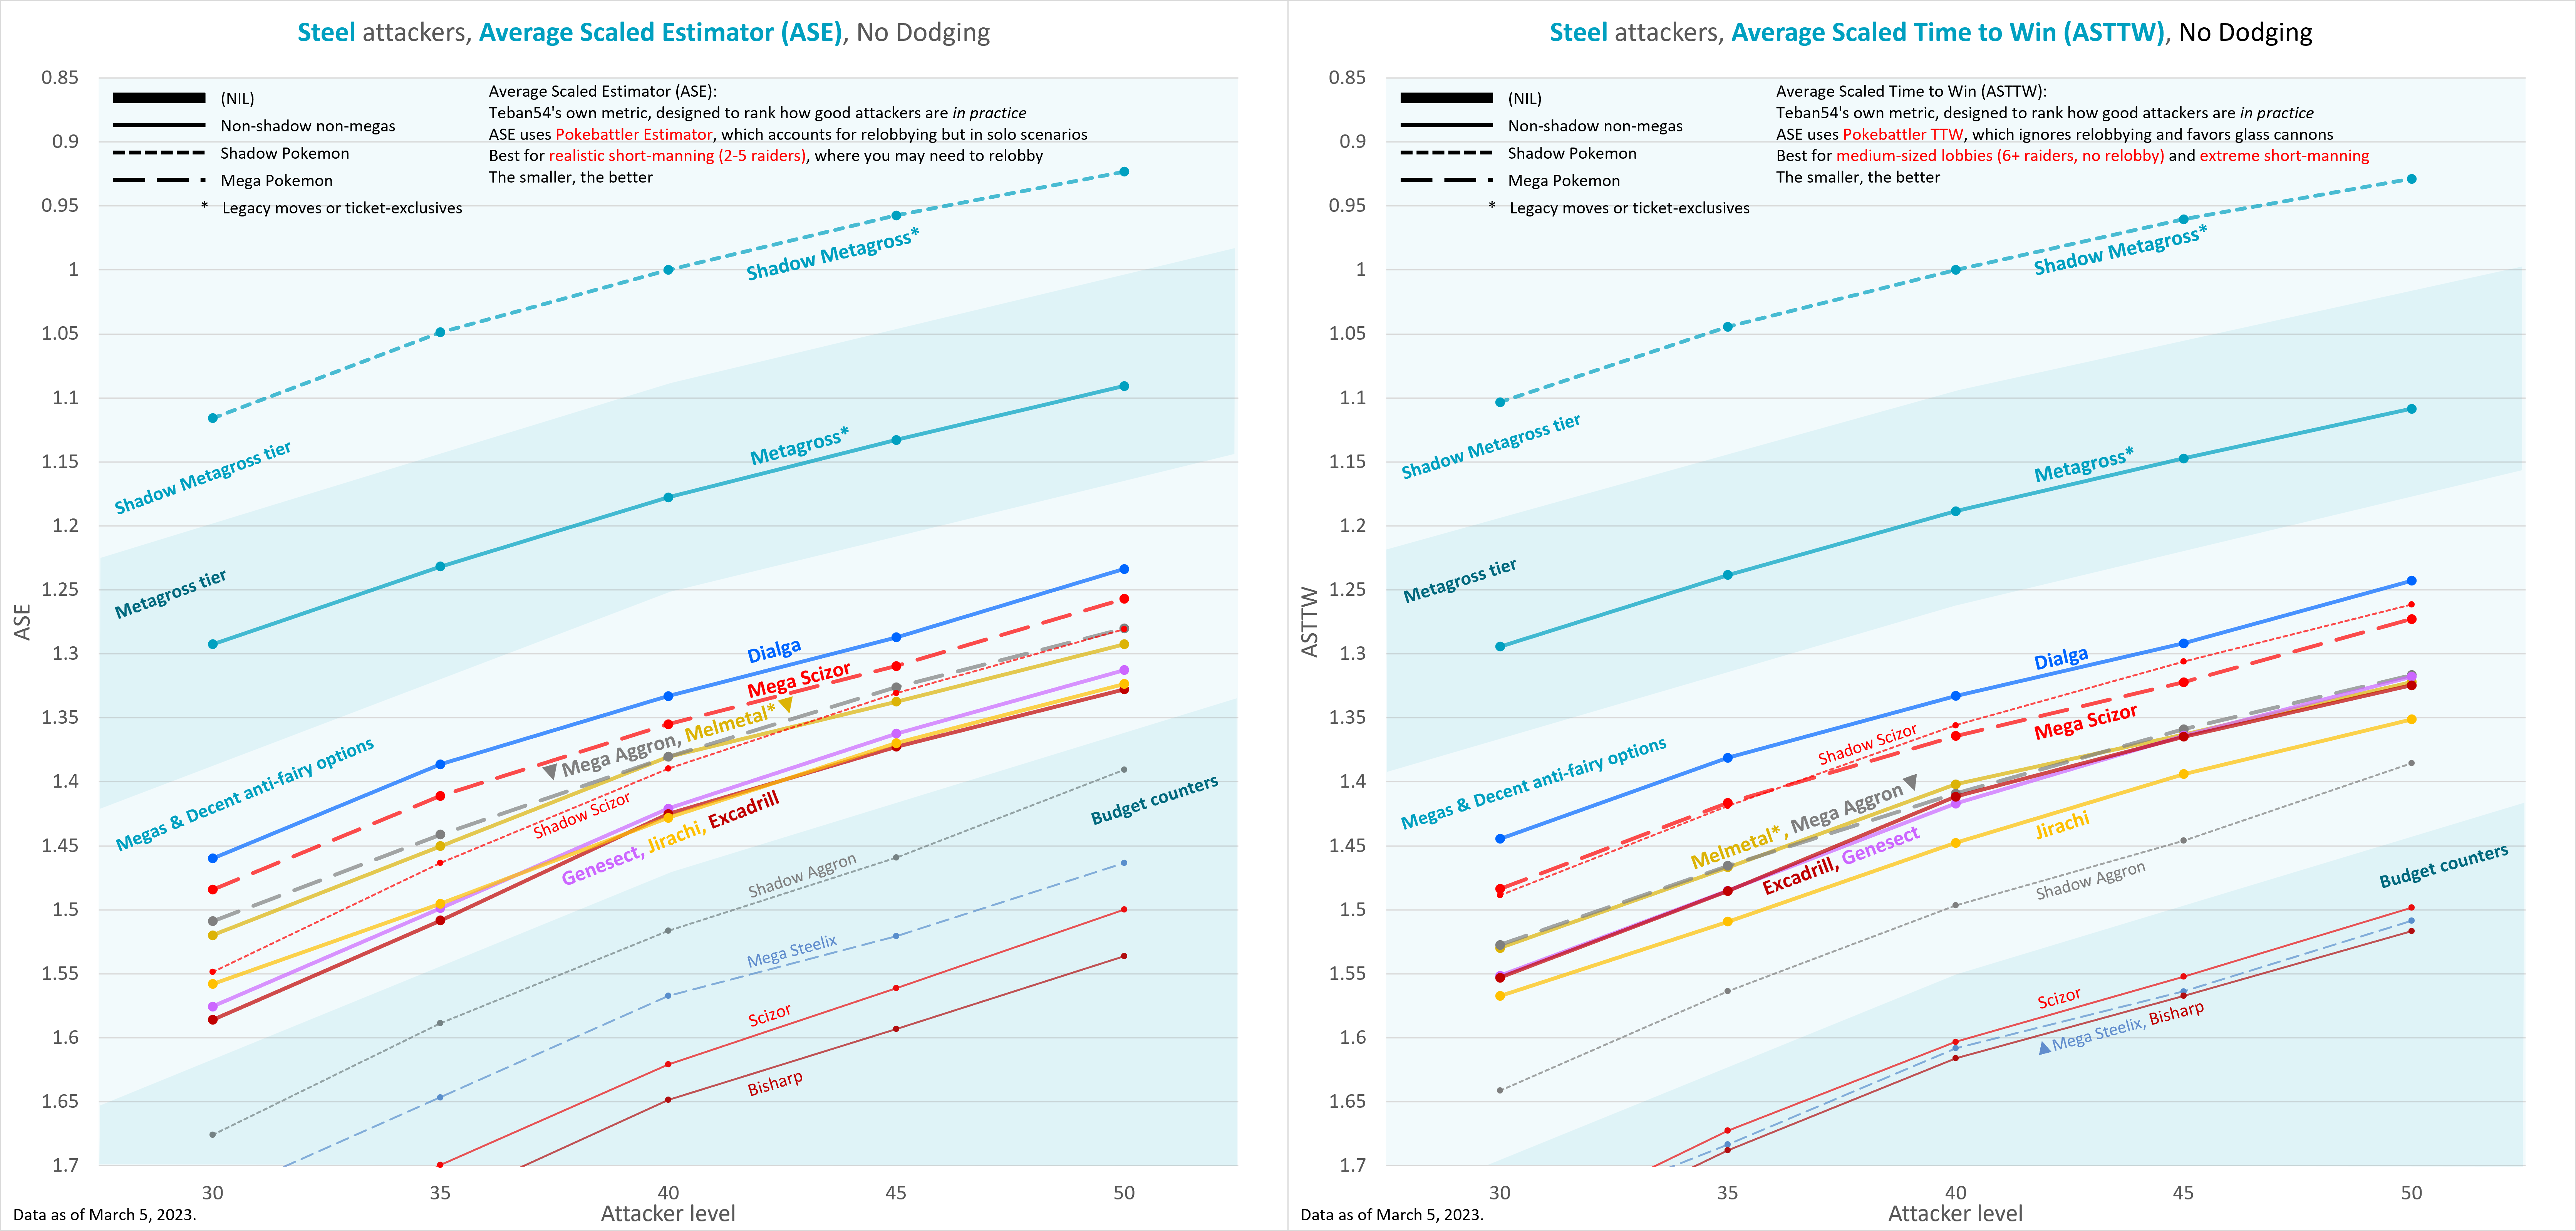 Steel attackers, Average Scaled Estimator (ASE), No Dodging
0.85
0.9
0.95
1
1.05
1.1
1.15
1.2
1.25
1.3
1.35
1.4
1.45
1.5
1.55
1.6
1.65
1.7
ASE
(NIL)
Non-shadow non-megas
Shadow Pokemon
Mega Pokemon
* Legacy moves or ticket-exclusives
Average Scaled Estimator (ASE):
Teban54's own metric, designed to rank how good attackers are in practice
ASE uses Pokebattler Estimator, which accounts for relobbying but in solo scenarios
Best for realistic short-manning (2-5 raiders), where you may need to relobby
The smaller, the better
Shadow Metagross*
Shadow Metagross tier
Metagross*
Metagross tier
Dialga
Mega Scizor
Mega Aggron, Melmetal*
Megas & Decent anti-fairy options
Shadow Scizor
Genesect, Jirachi, Excadrill
Budget counters
Shadow Aggron
Mega Steelix
Scizor
Bisharp
30
35
40
45
50
Attacker level
Data as of March 5, 2023.
Steel attackers, Average Scaled Time to Win (ASTTW), No Dodging
0.85
0.9
0.95
1
1.05
1.1
1.15
1.2
1.25
1.3
1.35
1.4
1.45
1.5
1.55
1.6
1.65
1.7
ASTTW
(NIL)
Non-shadow non-megas
Shadow Pokemon
Mega Pokemon
* Legacy moves or ticket-exclusives
Average Scaled Time to Win (ASTTW):
Teban54's own metric, designed to rank how good attackers are in practice
ASE uses Pokebattler TTW, which ignores relobbying and favors glass cannons
Best for medium-sized lobbies (6+ raiders, no relobby) and extreme short-manning
The smaller, the better
Shadow Metagross*
Shadow Metagross tier
Metagross*
Metagross tier
Dialga
Shadow Scizor
Mega Scizor
Megas & Decent anti-fairy options
Melmetal*, Mega Aggron
Excadrill, Genesect
Jirachi
Shadow Aggron
Budget counters
Scizor
Mega Steelix, Bisharp
30
35
40
45
50
Attacker level
Data as of March 5, 2023.